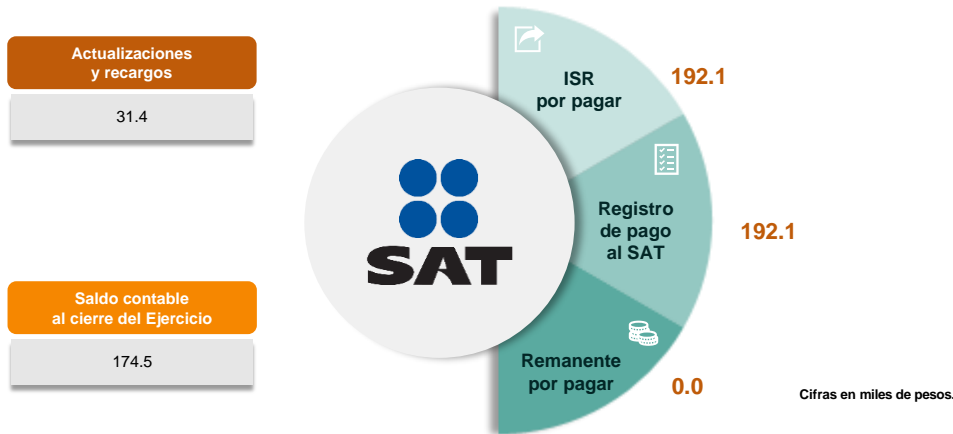 Actualizaciones
y recargos
31.4
Saldo contable
al cierre del Ejercicio
174.5
SAT
ISR
por pagar
192.1
Registro
de pago
al SAT
192.1
Remanente
por pagar
0.0
Cifras en miles de pesos.